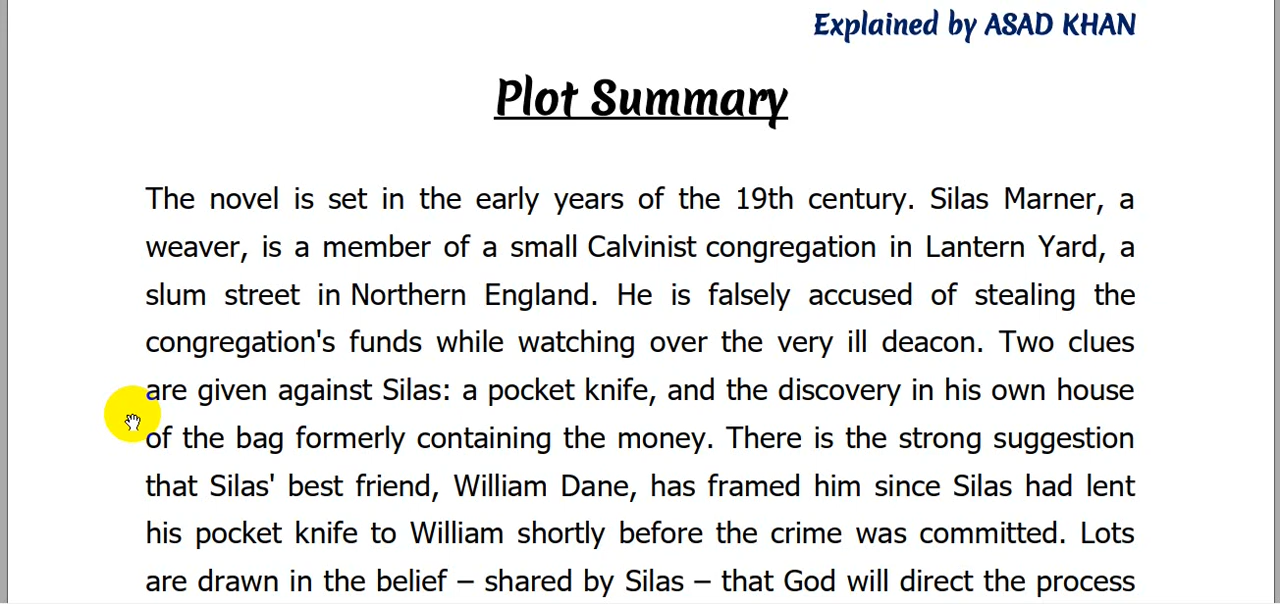 Explained by ASAD KHAN
Plot Summary
The novel is set in the early years of the 19th century. Silas Marner, a
weaver, is a member of a small Calvinist congregation in Lantern Yard, a
slum street in Northern England. He is falsely accused of stealing the
congregation's funds while watching over the very ill deacon. Two clues
are given against Silas: a pocket knife, and the discovery in his own house
of the bag formerly containing the money. There is the strong suggestion
that Silas' best friend, William Dane, has framed him since Silas had lent
his pocket knife to William shortly before the crime was committed. Lots
are drawn in the belief – shared by Silas – that God will direct the process